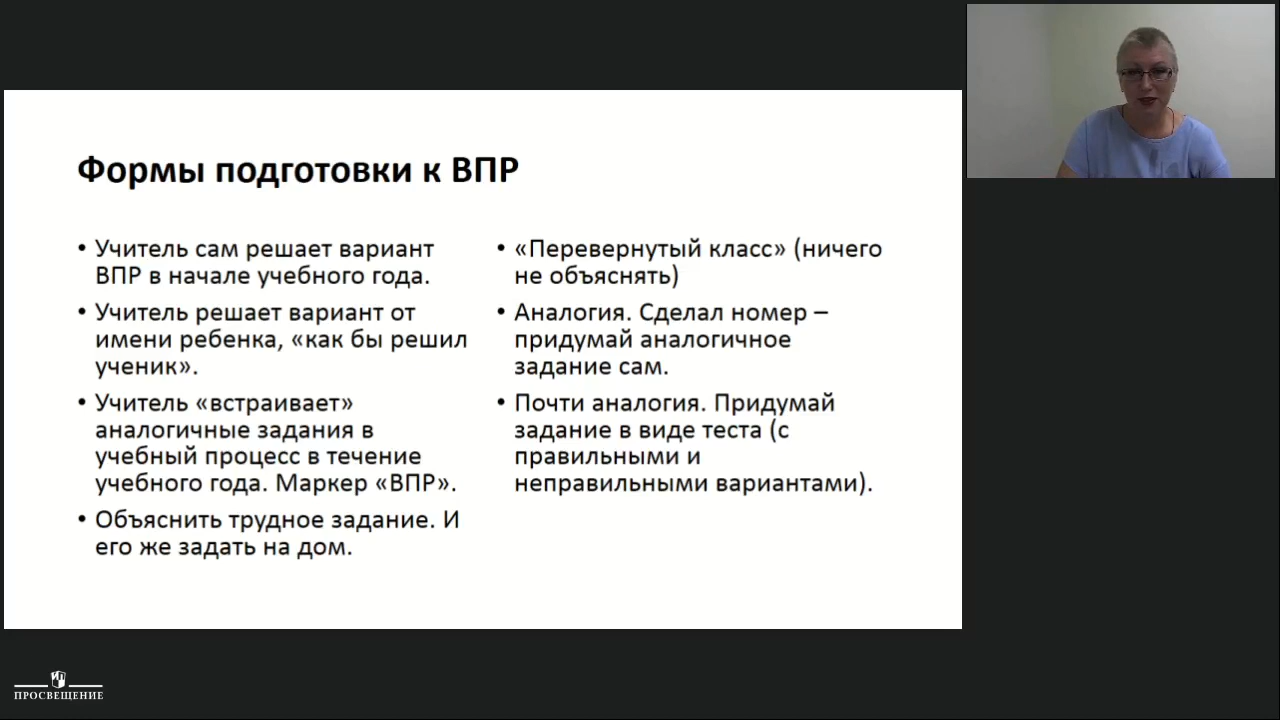 Формы подготовки к ВПР
• Учитель сам решает вариант
ВПР в начале учебного года.
• Учитель решает вариант от
имени ребенка, «как бы решил
ученик».
• Учитель «встраивает»
аналогичные задания в
учебный процесс в течение
учебного года. Маркер «ВПР».
• Объяснить трудное задание. И
его же задать на дом.
• «Перевернутый класс» (ничего
не объяснять)
• Аналогия. Сделал номер –
придумай аналогичное
задание сам.
• Почти аналогия. Придумай
задание в виде теста (с
правильными и
неправильными вариантами).
ПРОСВЕЩЕНИЕ